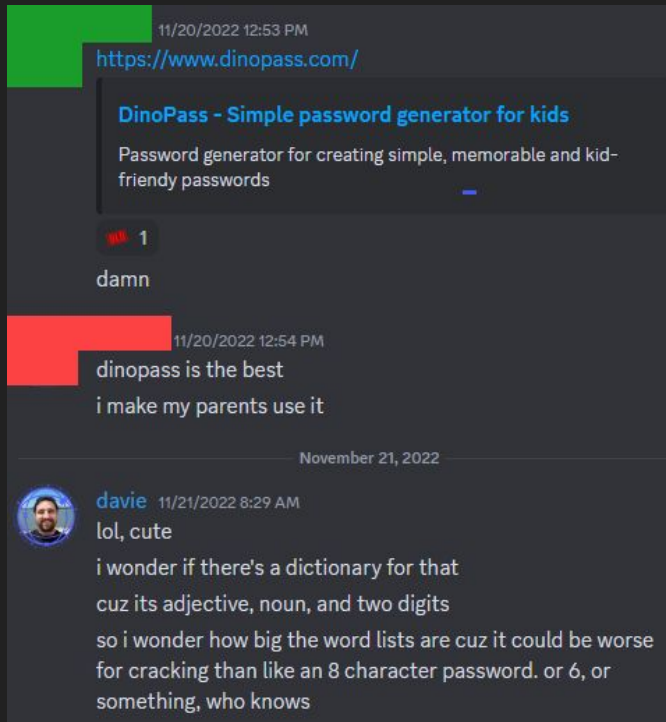 11/20/2022 12:53 PM
https://www.dinopass.com/
DinoPass - Simple password generator for kids
Password generator for creating simple, memorable and kid-
friendy passwords
1
damn
11/20/2022 12:54 PM
dinopass is the best
i make my parents use it
November 21, 2022
davie 11/21/2022 8:29 AM
lol, cute
i wonder if there's a dictionary for that
cuz its adjective, noun, and two digits
so i wonder how big the word lists are cuz it could be worse
for cracking than like an 8 character password. or 6, or
something, who knows